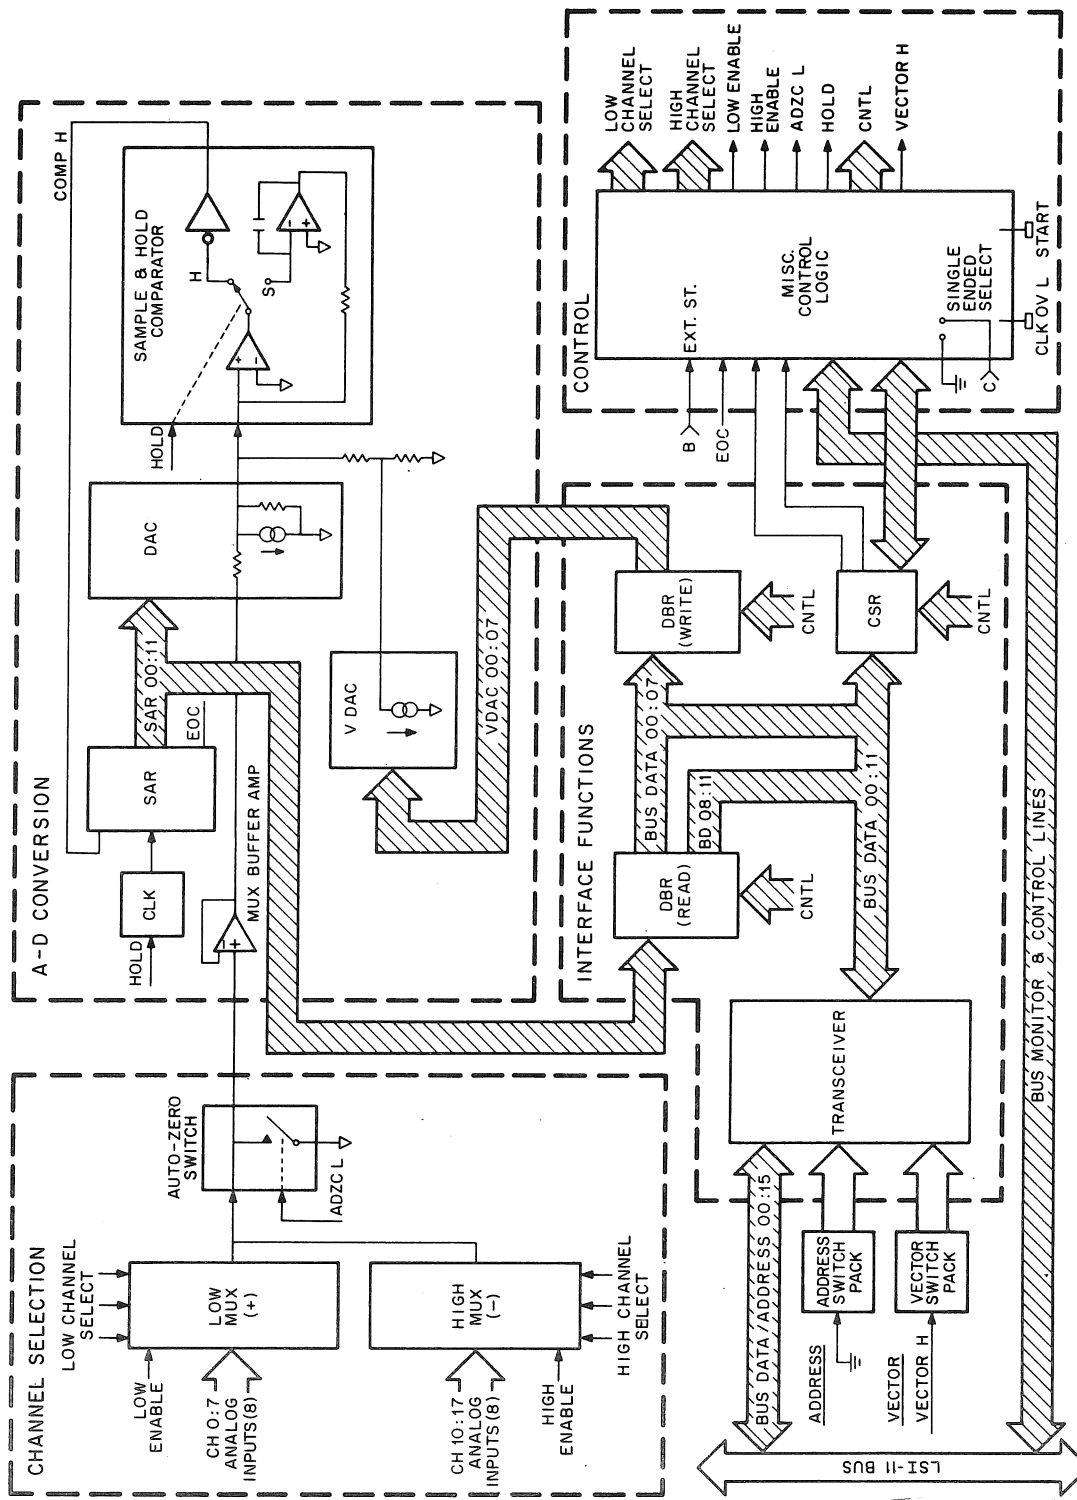 CHANNEL SELECTION
LOW CHANNEL
SELECT
LOW
ENABLE
CH 0:7
ANALOG
INPUTS (8)
LOW
MUX
(+)
CH 10:17
ANALOG
INPUTS (8)
HIGH
MUX
(-)
HIGH
ENABLE
HIGH CHANNEL
SELECT
AUTO-ZERO
SWITCH
ADZC L
A-D CONVERSION
HOLD
CLK
SAR
EOC
MUX BUFFER AMP
SAR 00:11
DAC
V DAC
VDAC 00:07
HOLD
COMP H
SAMPLE & HOLD
COMPARATOR
H
S
+
-
-
+
-
+
INTERFACE FUNCTIONS
DBR
(READ)
CNTL
BUS DATA 00:07
BD 08:11
BUS DATA 00:11
DBR
(WRITE)
CNTL
CSR
CNTL
TRANSCEIVER
BUS DATA/ADDRESS 00:15
ADDRESS
ADDRESS
SWITCH
PACK
VECTOR
VECTOR H
VECTOR
SWITCH
PACK
LSI-11 BUS
BUS MONITOR & CONTROL LINES
CONTROL
B
EXT. ST.
EOC
MISC.
CONTROL
LOGIC
SINGLE
ENDED
SELECT
C
CLK OV L
START
LOW
CHANNEL
SELECT
HIGH
CHANNEL
SELECT
LOW ENABLE
HIGH
ENABLE
ADZC L
HOLD
CNTL
VECTOR H